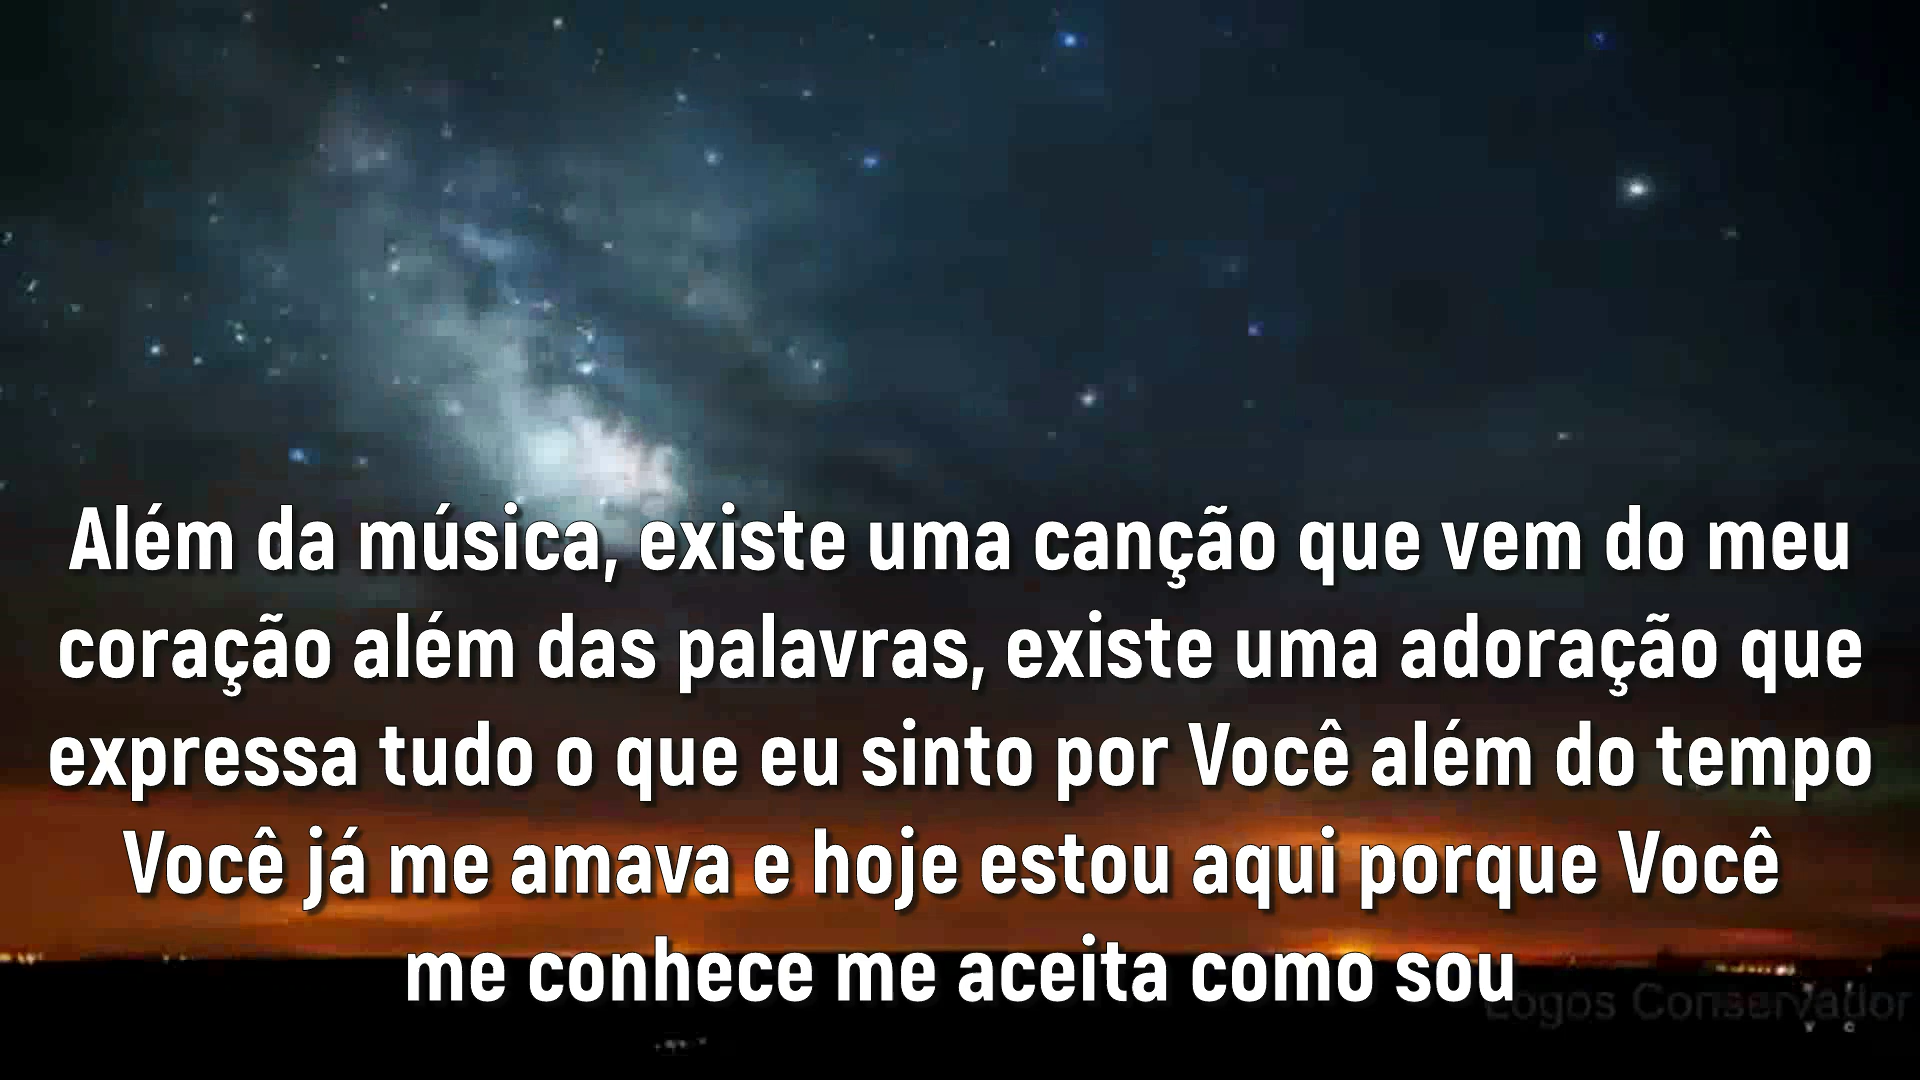 Além da música, existe uma canção que vem do meu
coração além das palavras, existe uma adoração que
expressa tudo o que eu sinto por Você além do tempo
Você já me amava e hoje estou aqui porque Você
me conhece me aceita como sou
Logos Conservador